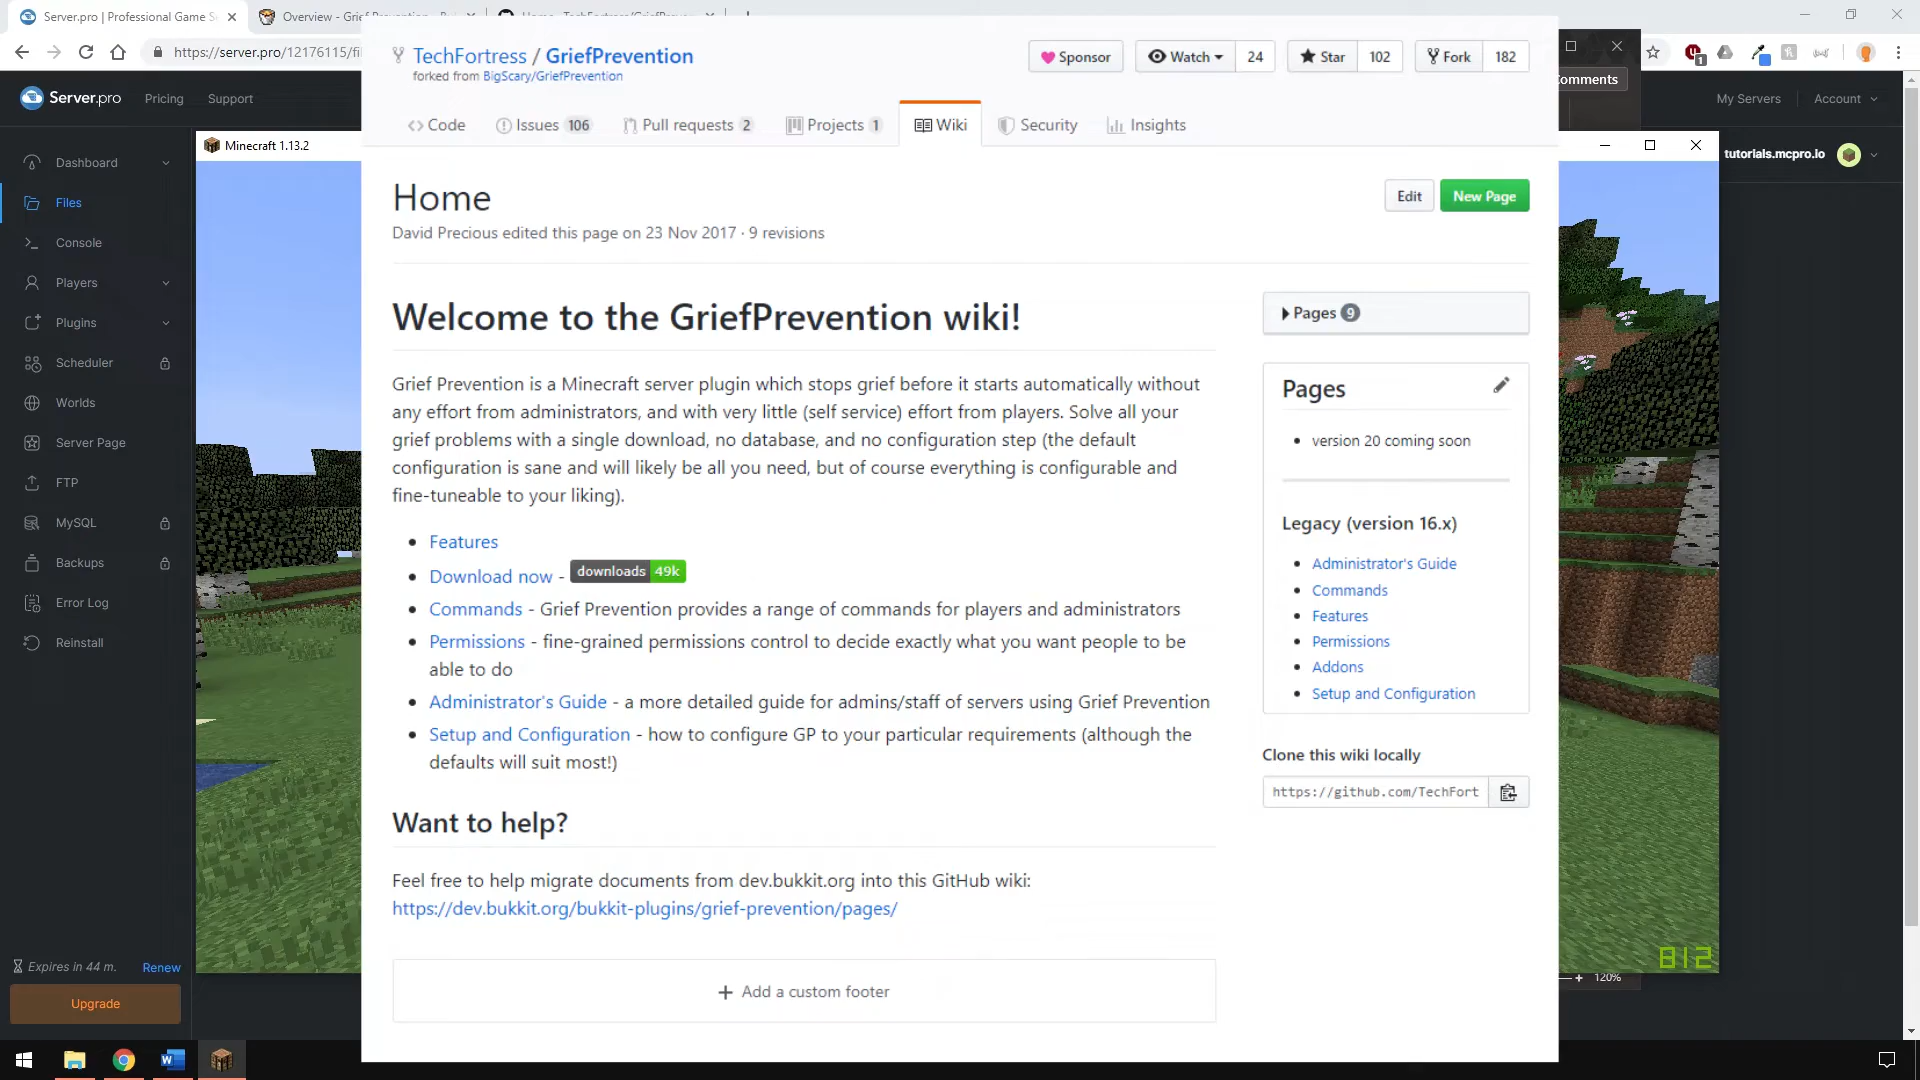 Server.pro | Professional Game S
Overview - Grief Prevention - Bu
Home · TechFortress/GriefPreven
https://server.pro/12176115/fil
Server.pro
Pricing
Support
My Servers
Account
Comments
tutorials.mcpro.io
Dashboard
Files
Console
Players
Plugins
Scheduler
Worlds
Server Page
FTP
MySQL
Backups
Error Log
Reinstall
Expires in 44 m.
Renew
Upgrade
Minecraft 1.13.2
TechFortress / GriefPrevention
forked from BigScary/GriefPrevention
Sponsor
Watch
24
Star
102
Fork
182
Code
Issues 106
Pull requests 2
Projects 1
Wiki
Security
Insights
Home
Edit
New Page
David Precious edited this page on 23 Nov 2017 · 9 revisions
Welcome to the GriefPrevention wiki!
Grief Prevention is a Minecraft server plugin which stops grief before it starts automatically without
any effort from administrators, and with very little (self service) effort from players. Solve all your
grief problems with a single download, no database, and no configuration step (the default
configuration is sane and will likely be all you need, but of course everything is configurable and
fine-tuneable to your liking).
Features
Download now - downloads 49k
Commands - Grief Prevention provides a range of commands for players and administrators
Permissions - fine-grained permissions control to decide exactly what you want people to be
able to do
Administrator's Guide - a more detailed guide for admins/staff of servers using Grief Prevention
Setup and Configuration - how to configure GP to your particular requirements (although the
defaults will suit most!)
Want to help?
Feel free to help migrate documents from dev.bukkit.org into this GitHub wiki:
https://dev.bukkit.org/bukkit-plugins/grief-prevention/pages/
Add a custom footer
Pages 9
Pages
version 20 coming soon
Legacy (version 16.x)
Administrator's Guide
Commands
Features
Permissions
Addons
Setup and Configuration
Clone this wiki locally
https://github.com/TechFort
812
120%